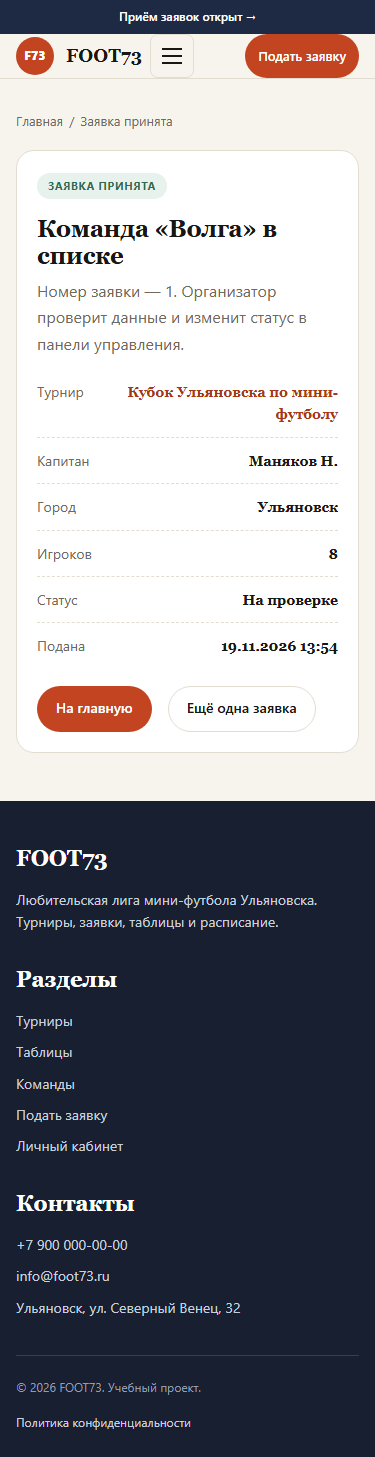 Приём заявок открыт →
F73 FOOT73 Подать заявку
Главная / Заявка принята
ЗАЯВКА ПРИНЯТА
Команда «Волга» в
списке
Номер заявки — 1. Организатор
проверит данные и изменит статус в
панели управления.
Турнир Кубок Ульяновска по мини-
футболу
Капитан Маняков Н.
Город Ульяновск
Игроков 8
Статус На проверке
Подана 19.11.2026 13:54
На главную Ещё одна заявка
FOOT73
Любительская лига мини-футбола Ульяновска.
Турниры, заявки, таблицы и расписание.
Разделы
Турниры
Таблицы
Команды
Подать заявку
Личный кабинет
Контакты
+7 900 000-00-00
info@foot73.ru
Ульяновск, ул. Северный Венец, 32
© 2026 FOOT73. Учебный проект.
Политика конфиденциальности